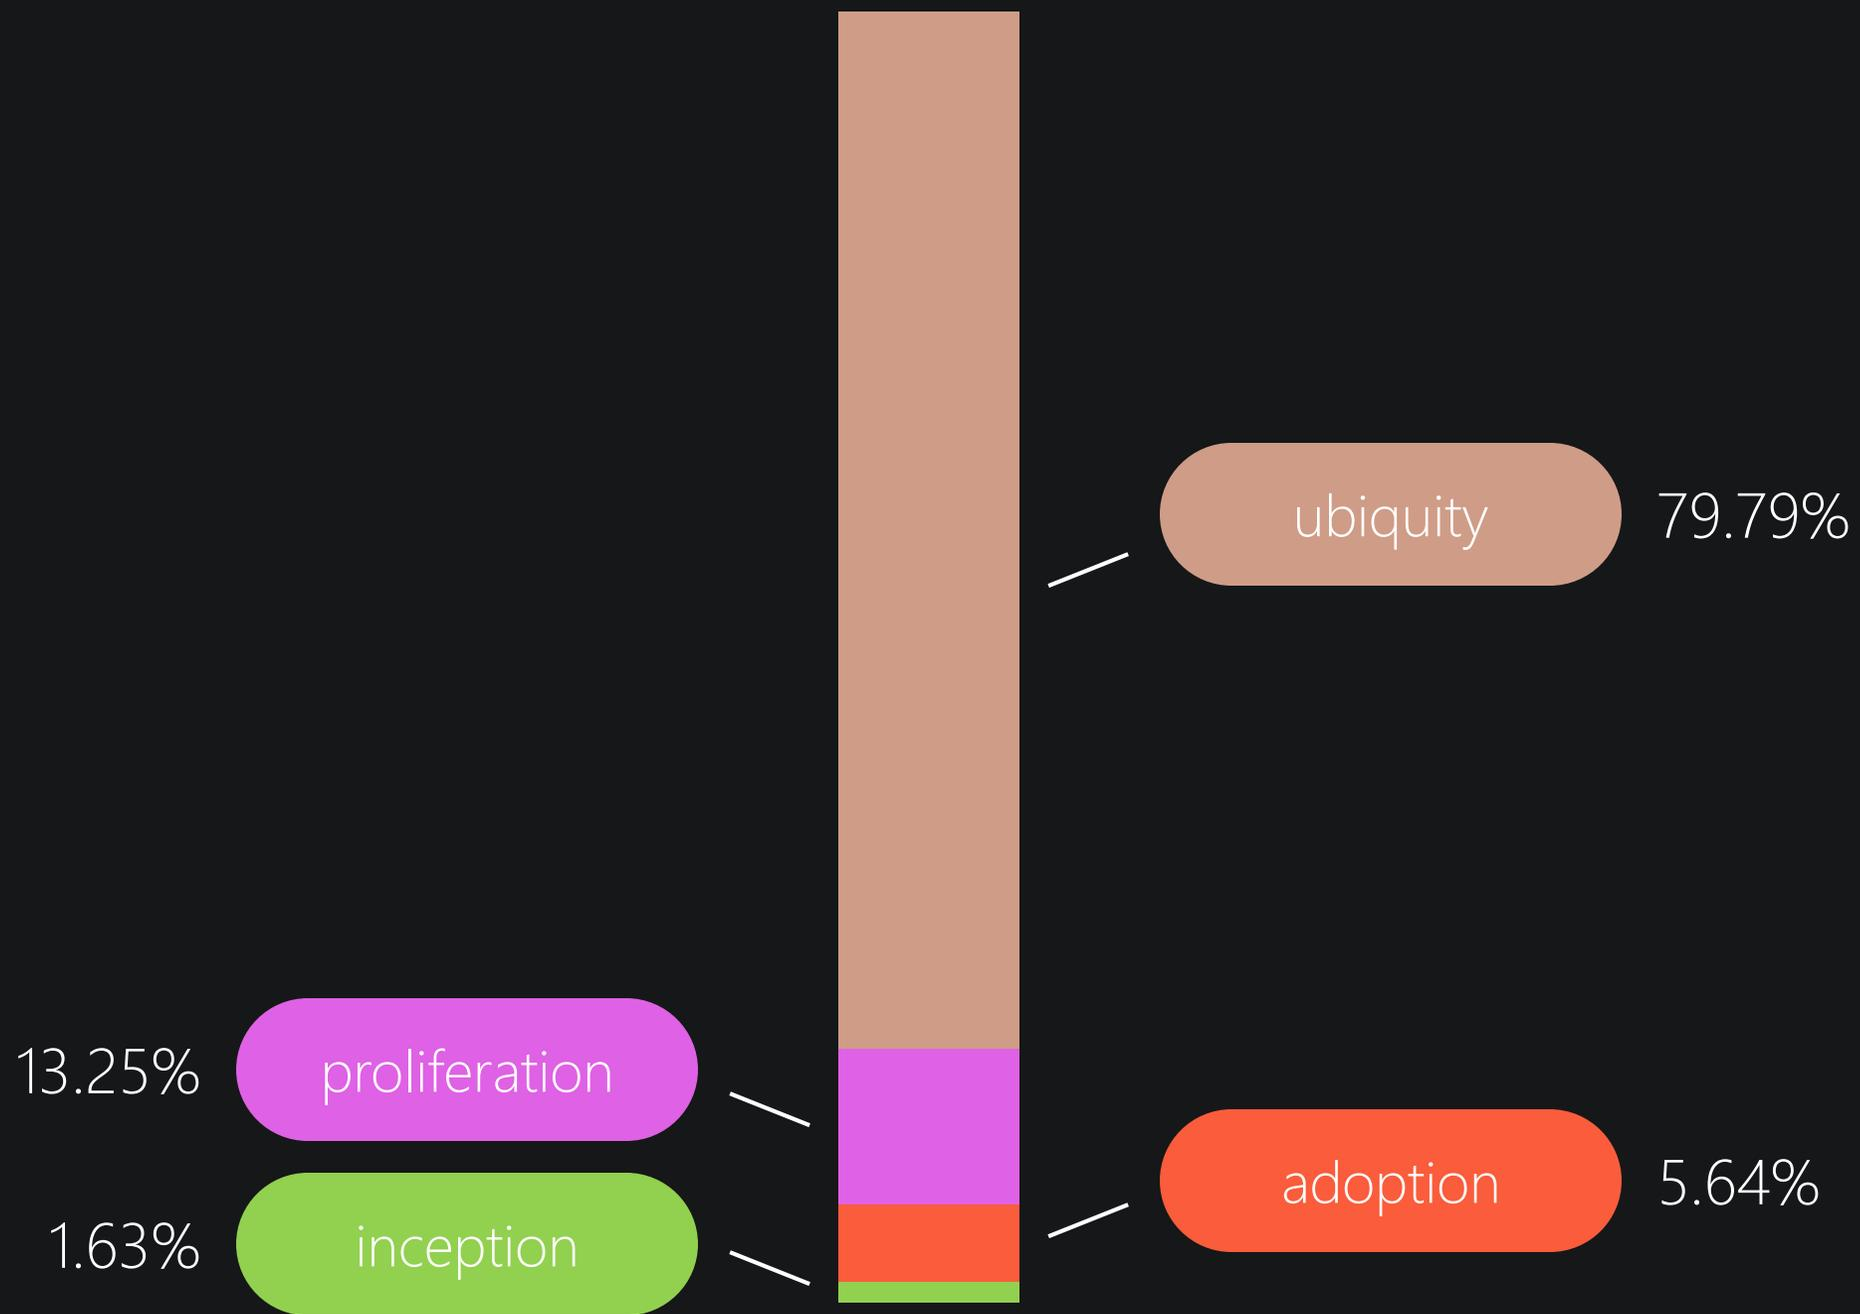 ubiquity 79.79%
13.25% proliferation
adoption 5.64%
1.63% inception